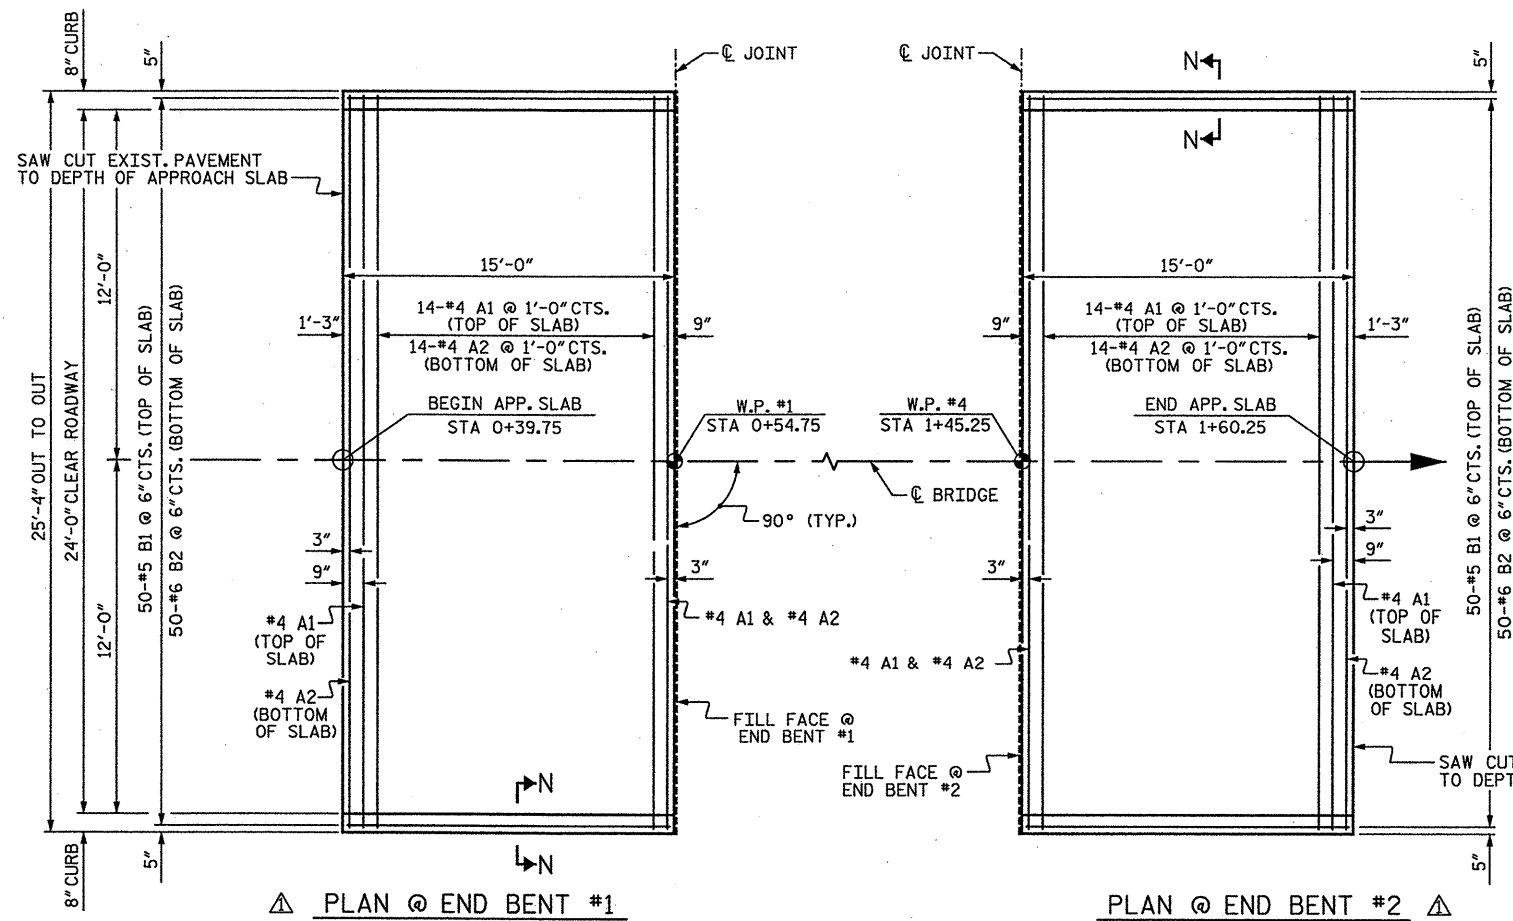 8" CURB
5"
℄ JOINT
℄ JOINT
N
5"
N
SAW CUT EXIST. PAVEMENT
TO DEPTH OF APPROACH SLAB
12'-0"
15'-0"
15'-0"
1'-3"
14-#4 A1 @ 1'-0" CTS.
(TOP OF SLAB)
14-#4 A2 @ 1'-0" CTS.
(BOTTOM OF SLAB)
9"
9"
14-#4 A1 @ 1'-0" CTS.
(TOP OF SLAB)
14-#4 A2 @ 1'-0" CTS.
(BOTTOM OF SLAB)
1'-3"
25'-4" OUT TO OUT
24'-0" CLEAR ROADWAY
50-#5 B1 @ 6" CTS. (TOP OF SLAB)
50-#6 B2 @ 6" CTS. (BOTTOM OF SLAB)
BEGIN APP. SLAB
STA 0+39.75
W.P. #1
STA 0+54.75
W.P. #4
STA 1+45.25
END APP. SLAB
STA 1+60.25
50-#5 B1 @ 6" CTS. (TOP OF SLAB)
50-#6 B2 @ 6" CTS. (BOTTOM OF SLAB)
℄ BRIDGE
90° (TYP.)
3"
9"
3"
3"
3"
9"
12'-0"
#4 A1
(TOP OF
SLAB)
#4 A2
(BOTTOM
OF SLAB)
#4 A1 & #4 A2
#4 A1 & #4 A2
#4 A1
(TOP OF
SLAB)
#4 A2
(BOTTOM
OF SLAB)
FILL FACE @
END BENT #1
FILL FACE @
END BENT #2
SAW CUT
TO DEPT
N
N
8" CURB
5"
5"
1 PLAN @ END BENT #1
PLAN @ END BENT #2 1